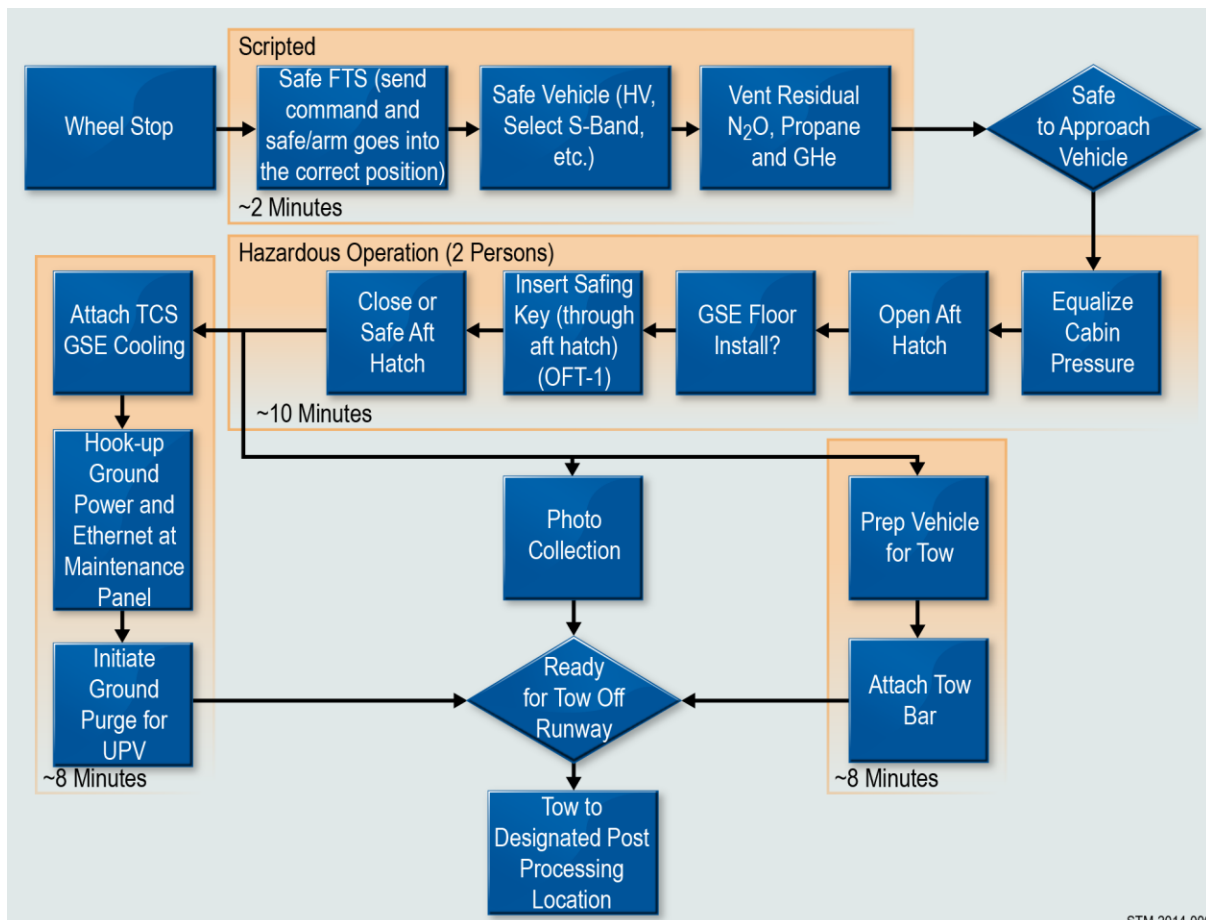 Scripted
Wheel Stop
Safe FTS (send
command and
safe/arm goes into
the correct position)
Safe Vehicle (HV,
Select S-Band,
etc.)
Vent Residual
N₂O, Propane
and GHe
Safe
to Approach
Vehicle
~2 Minutes
Hazardous Operation (2 Persons)
Equalize
Cabin
Pressure
Open Aft
Hatch
GSE Floor
Install?
Insert Safing
Key (through
aft hatch)
(OFT-1)
Close or
Safe Aft
Hatch
~10 Minutes
Attach TCS
GSE Cooling
Hook-up
Ground
Power and
Ethernet at
Maintenance
Panel
Initiate
Ground
Purge for
UPV
~8 Minutes
Photo
Collection
Prep Vehicle
for Tow
Attach Tow
Bar
~8 Minutes
Ready
for Tow Off
Runway
Tow to
Designated Post
Processing
Location